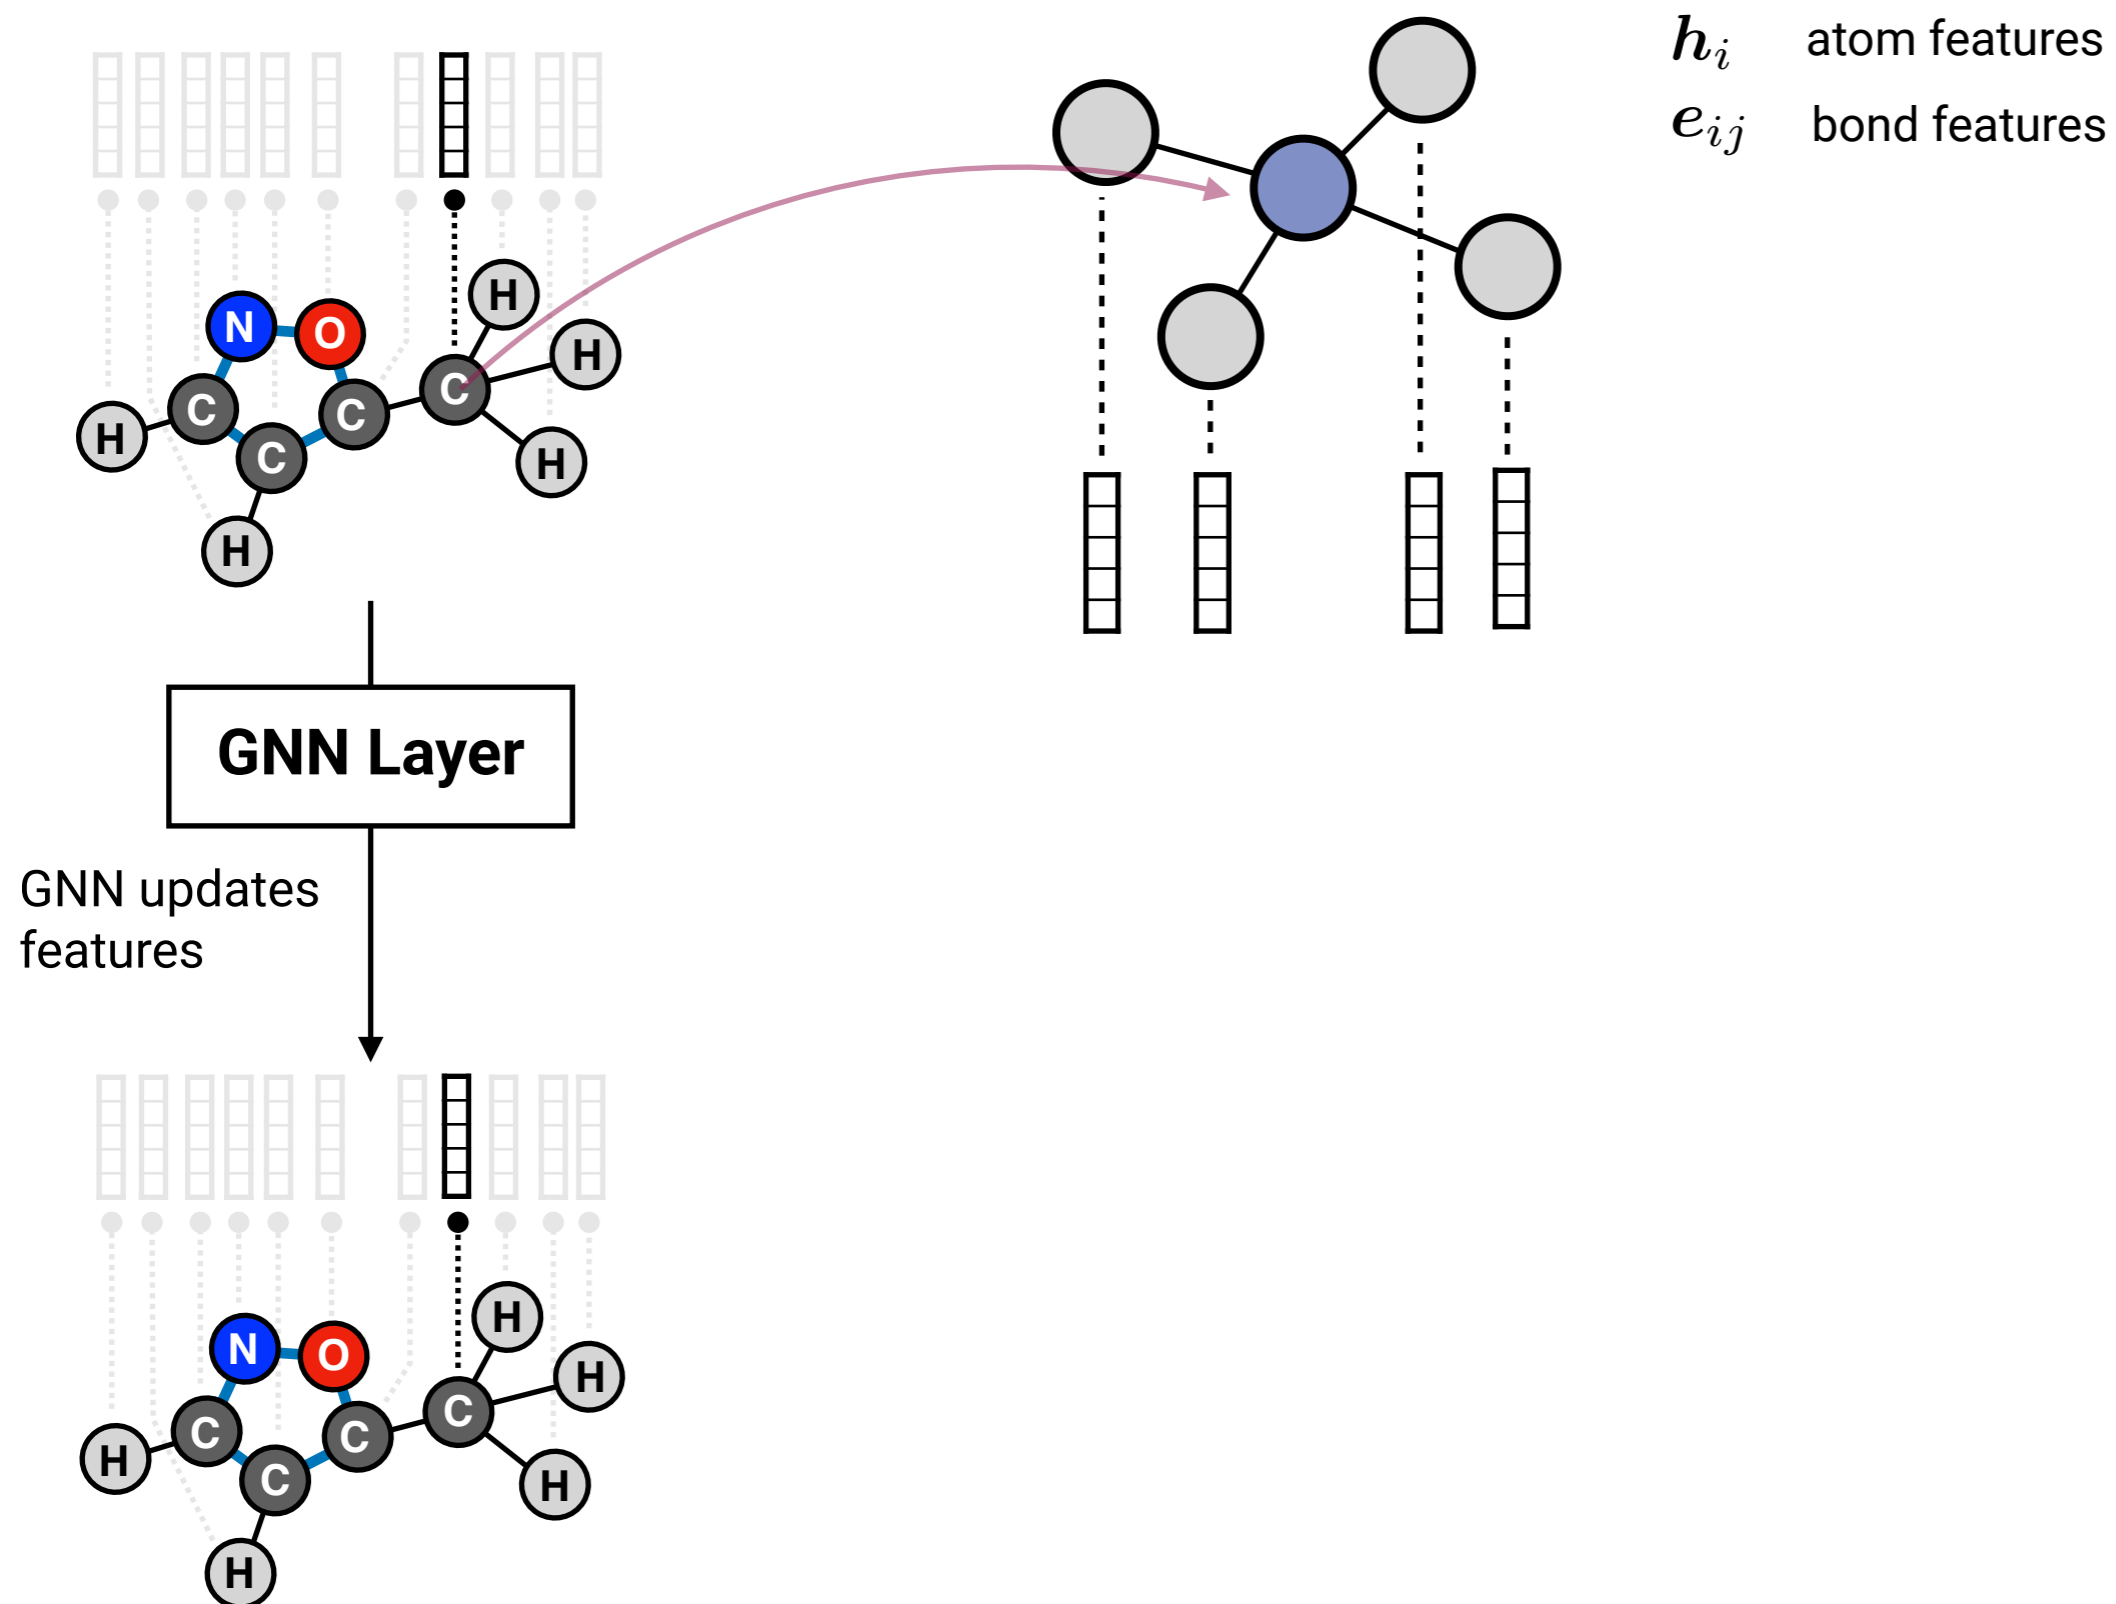 h_i atom features
e_ij bond features
H
N O
H
C C C
H
C
H
H
GNN Layer
GNN updates
features
H
N O
H
C C C
H
C
H
H